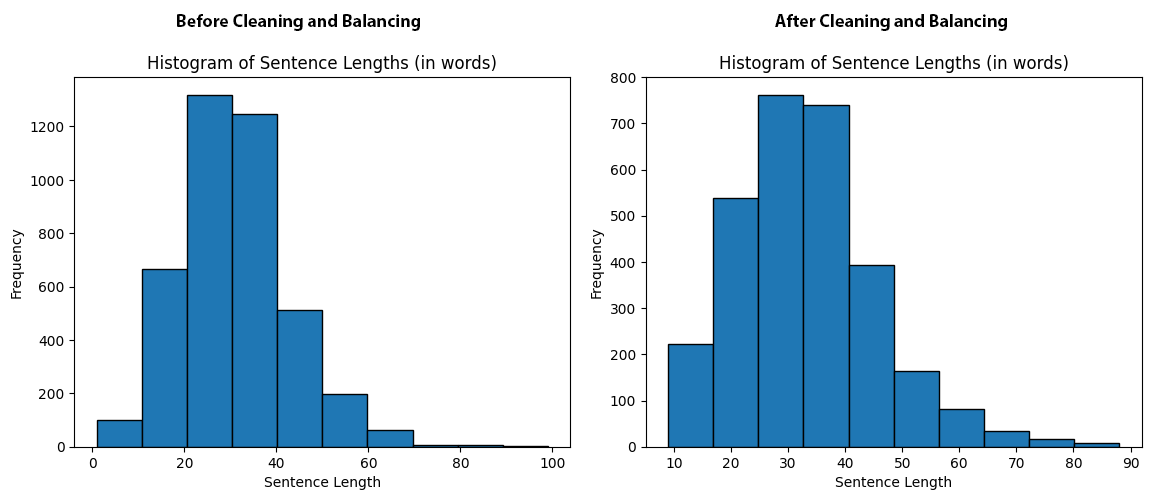 Before Cleaning and Balancing
Histogram of Sentence Lengths (in words)
Frequency
1200
1000
800
600
400
200
0
0 20 40 60 80 100
Sentence Length
After Cleaning and Balancing
Histogram of Sentence Lengths (in words)
Frequency
800
700
600
500
400
300
200
100
0
10 20 30 40 50 60 70 80 90
Sentence Length